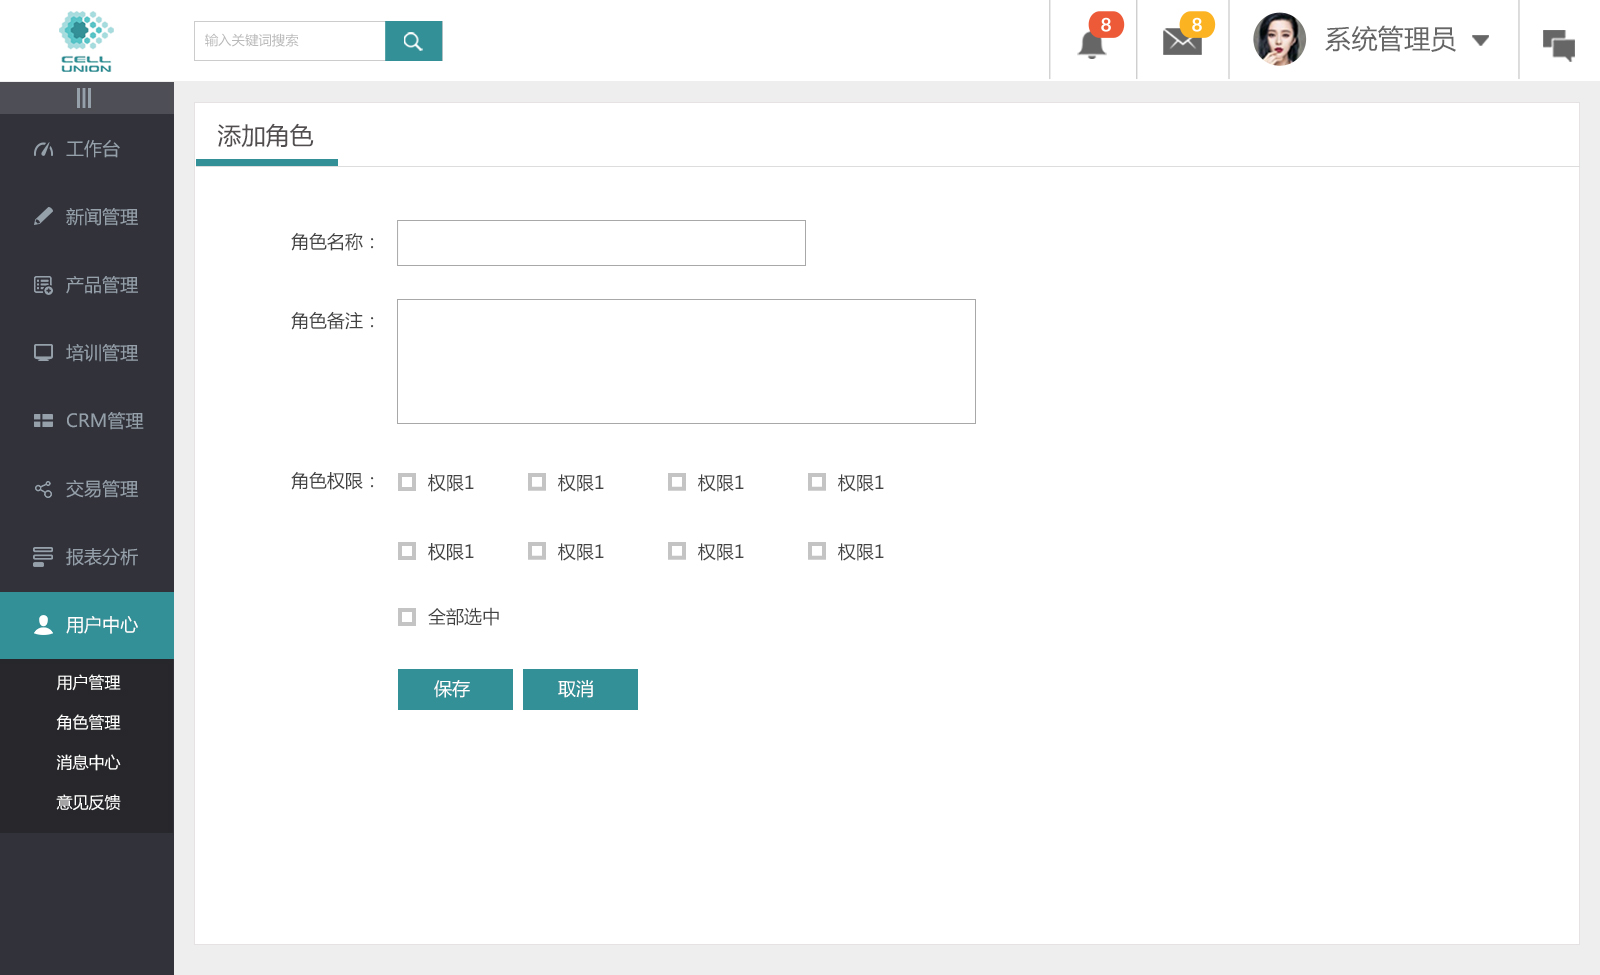 CELL
UNION
输入关键词搜索
8
8
系统管理员
工作台
新闻管理
产品管理
培训管理
CRM管理
交易管理
报表分析
用户中心
用户管理
角色管理
消息中心
意见反馈
添加角色
角色名称：
角色备注：
角色权限： 权限1 权限1 权限1 权限1
权限1 权限1 权限1 权限1
全部选中
保存 取消